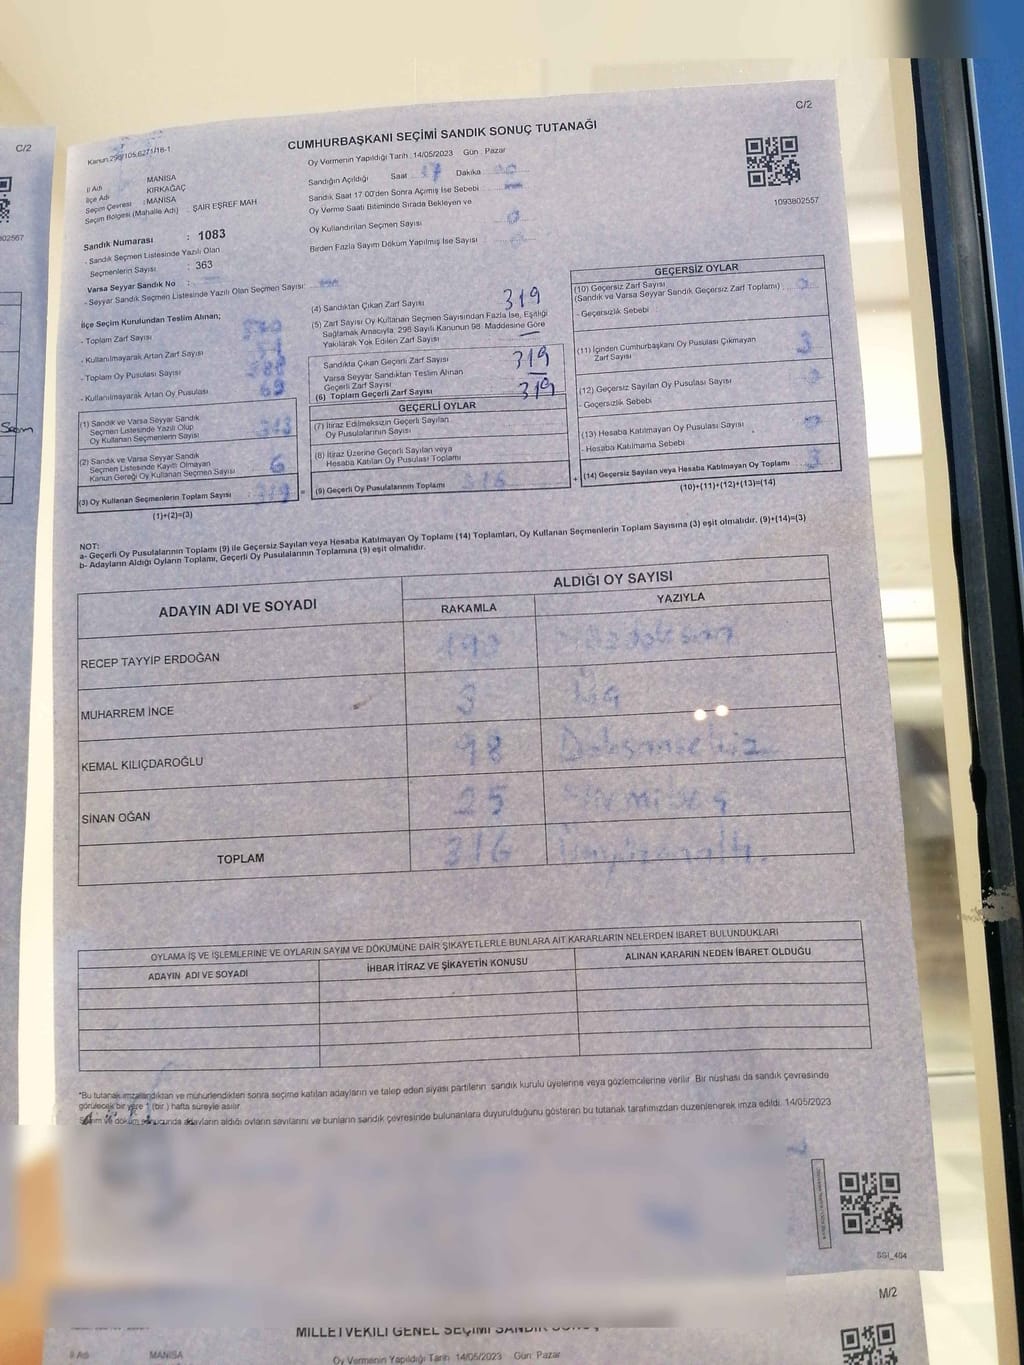 C/2
CUMHURBAŞKANI SEÇİMİ SANDIK SONUÇ TUTANAĞI
C/2
Oy Vermenin Yapıldığı Tarih : 14/05/2023 Gün : Pazar
İl Adı MANİSA
İlçe Adı KIRKAĞAÇ
Seçim Çevresi : MANİSA
Seçim Bölgesi (Mahalle Adı) : ŞAİR EŞREF MAH
Sandığın Açıldığı Saat 17 Dakika 00
Sandık Saat 17 00'den Sonra Açımış İse Sebebi
Oy Verme Saati Bitiminde Sırada Bekleyen ve
Oy Kullandırılan Seçmen Sayısı
Birden Fazla Sayım Döküm Yapılmış İse Sayısı
1093802557
Sandık Numarası : 1083
- Sandık Seçmen Listesinde Yazılı Olan
Seçmenlerin Sayısı : 363
Varsa Seyyar Sandık No :
- Seyyar Sandık Seçmen Listesinde Yazılı Olan Seçmen Sayısı:
İlçe Seçim Kurulundan Teslim Alınan;
- Toplam Zarf Sayısı
- Kullanılmayarak Artan Zarf Sayısı
- Toplam Oy Pusulası Sayısı
- Kullanılmayarak Artan Oy Pusulası
(1) Sandık ve Varsa Seyyar Sandık
Seçmen Listesinde Yazılı Olup
Oy Kullanan Seçmenlerin Sayısı 313
(2) Sandık ve Varsa Seyyar Sandık
Seçmen Listesinde Kayıtlı Olmayan
Kanun Gereği Oy Kullanan Seçmen Sayısı 6
(3) Oy Kullanan Seçmenlerin Toplam Sayısı 319
(1)+(2)=(3)
(4) Sandıktan Çıkan Zarf Sayısı 319
(5) Zarf Sayısı Oy Kullanan Seçmen Sayısından Fazla İse, Eşitliği
Sağlamak Amacıyla; 298 Sayılı Kanunun 98. Maddesine Göre
Yakılarak Yok Edilen Zarf Sayısı
Sandıkta Çıkan Geçerli Zarf Sayısı 319
Varsa Seyyar Sandıktan Teslim Alınan
Geçerli Zarf Sayısı
(6) Toplam Geçerli Zarf Sayısı 319
GEÇERLİ OYLAR
(7) İtiraz Edilmeksizin Geçerli Sayılan
Oy Pusulalarının Sayısı
(8) İtiraz Üzerine Geçerli Sayılan veya
Hesaba Katılan Oy Pusulası Toplamı
(9) Geçerli Oy Pusulalarının Toplamı 316
GEÇERSİZ OYLAR
(10) Geçersiz Zarf Sayısı
(Sandık ve Varsa Seyyar Sandık Geçersiz Zarf Toplamı)
- Geçersizlik Sebebi
(11) İçinden Cumhurbaşkanı Oy Pusulası Çıkmayan
Zarf Sayısı 3
(12) Geçersiz Sayılan Oy Pusulası Sayısı
- Geçersizlik Sebebi
(13) Hesaba Katılmayan Oy Pusulası Sayısı
- Hesaba Katılmama Sebebi
(14) Geçersiz Sayılan veya Hesaba Katılmayan Oy Toplamı 3
(10)+(11)+(12)+(13)=(14)
NOT:
a- Geçerli Oy Pusulalarının Toplamı (9) ile Geçersiz Sayılan veya Hesaba Katılmayan Oy Toplamı (14) Toplamları, Oy Kullanan Seçmenlerin Toplam Sayısına (3) eşit olmalıdır. (9)+(14)=(3)
b- Adayların Aldığı Oyların Toplamı, Geçerli Oy Pusulalarının Toplamına (9) eşit olmalıdır.
ADAYIN ADI VE SOYADI
ALDIĞI OY SAYISI
RAKAMLA YAZIYLA
RECEP TAYYİP ERDOĞAN 190
MUHARREM İNCE 3 Üç
KEMAL KILIÇDAROĞLU 98 Doksansekiz
SİNAN OĞAN 25 Yirmibeş
TOPLAM 316
OYLAMA İŞ VE İŞLEMLERİNE VE OYLARIN SAYIM VE DÖKÜMÜNE DAİR ŞİKAYETLERLE BUNLARA AİT KARARLARIN NELERDEN İBARET BULUNDUKLARI
ADAYIN ADI VE SOYADI İHBAR İTİRAZ VE ŞİKAYETİN KONUSU ALINAN KARARIN NEDEN İBARET OLDUĞU
*Bu tutanak imzalandıktan ve mühürlendikten sonra seçime katılan adayların ve talep eden siyasi partilerin sandık kurulu üyelerine veya gözlemcilerine verilir. Bir nüshası da sandık çevresinde
görülecek bir yere 1 (bir) hafta süreyle asılır
Sayım ve döküm sonucunda adayların aldığı oyların sayılarını ve bunların sandık çevresinde bulunanlara duyurulduğunu gösteren bu tutanak tarafımızdan düzenlenerek imza edildi. 14/05/2023
SSI_464
M/2
MİLLETVEKİLİ GENEL SEÇİMİ SANDIK SONUÇ
İl Adı MANİSA
Oy Vermenin Yapıldığı Tarih 14/05/2023 Gün: Pazar